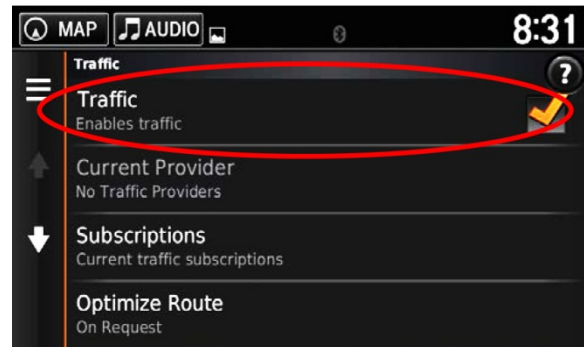 MAP AUDIO 8:31
Traffic
?
Traffic
Enables traffic
Current Provider
No Traffic Providers
Subscriptions
Current traffic subscriptions
Optimize Route
On Request